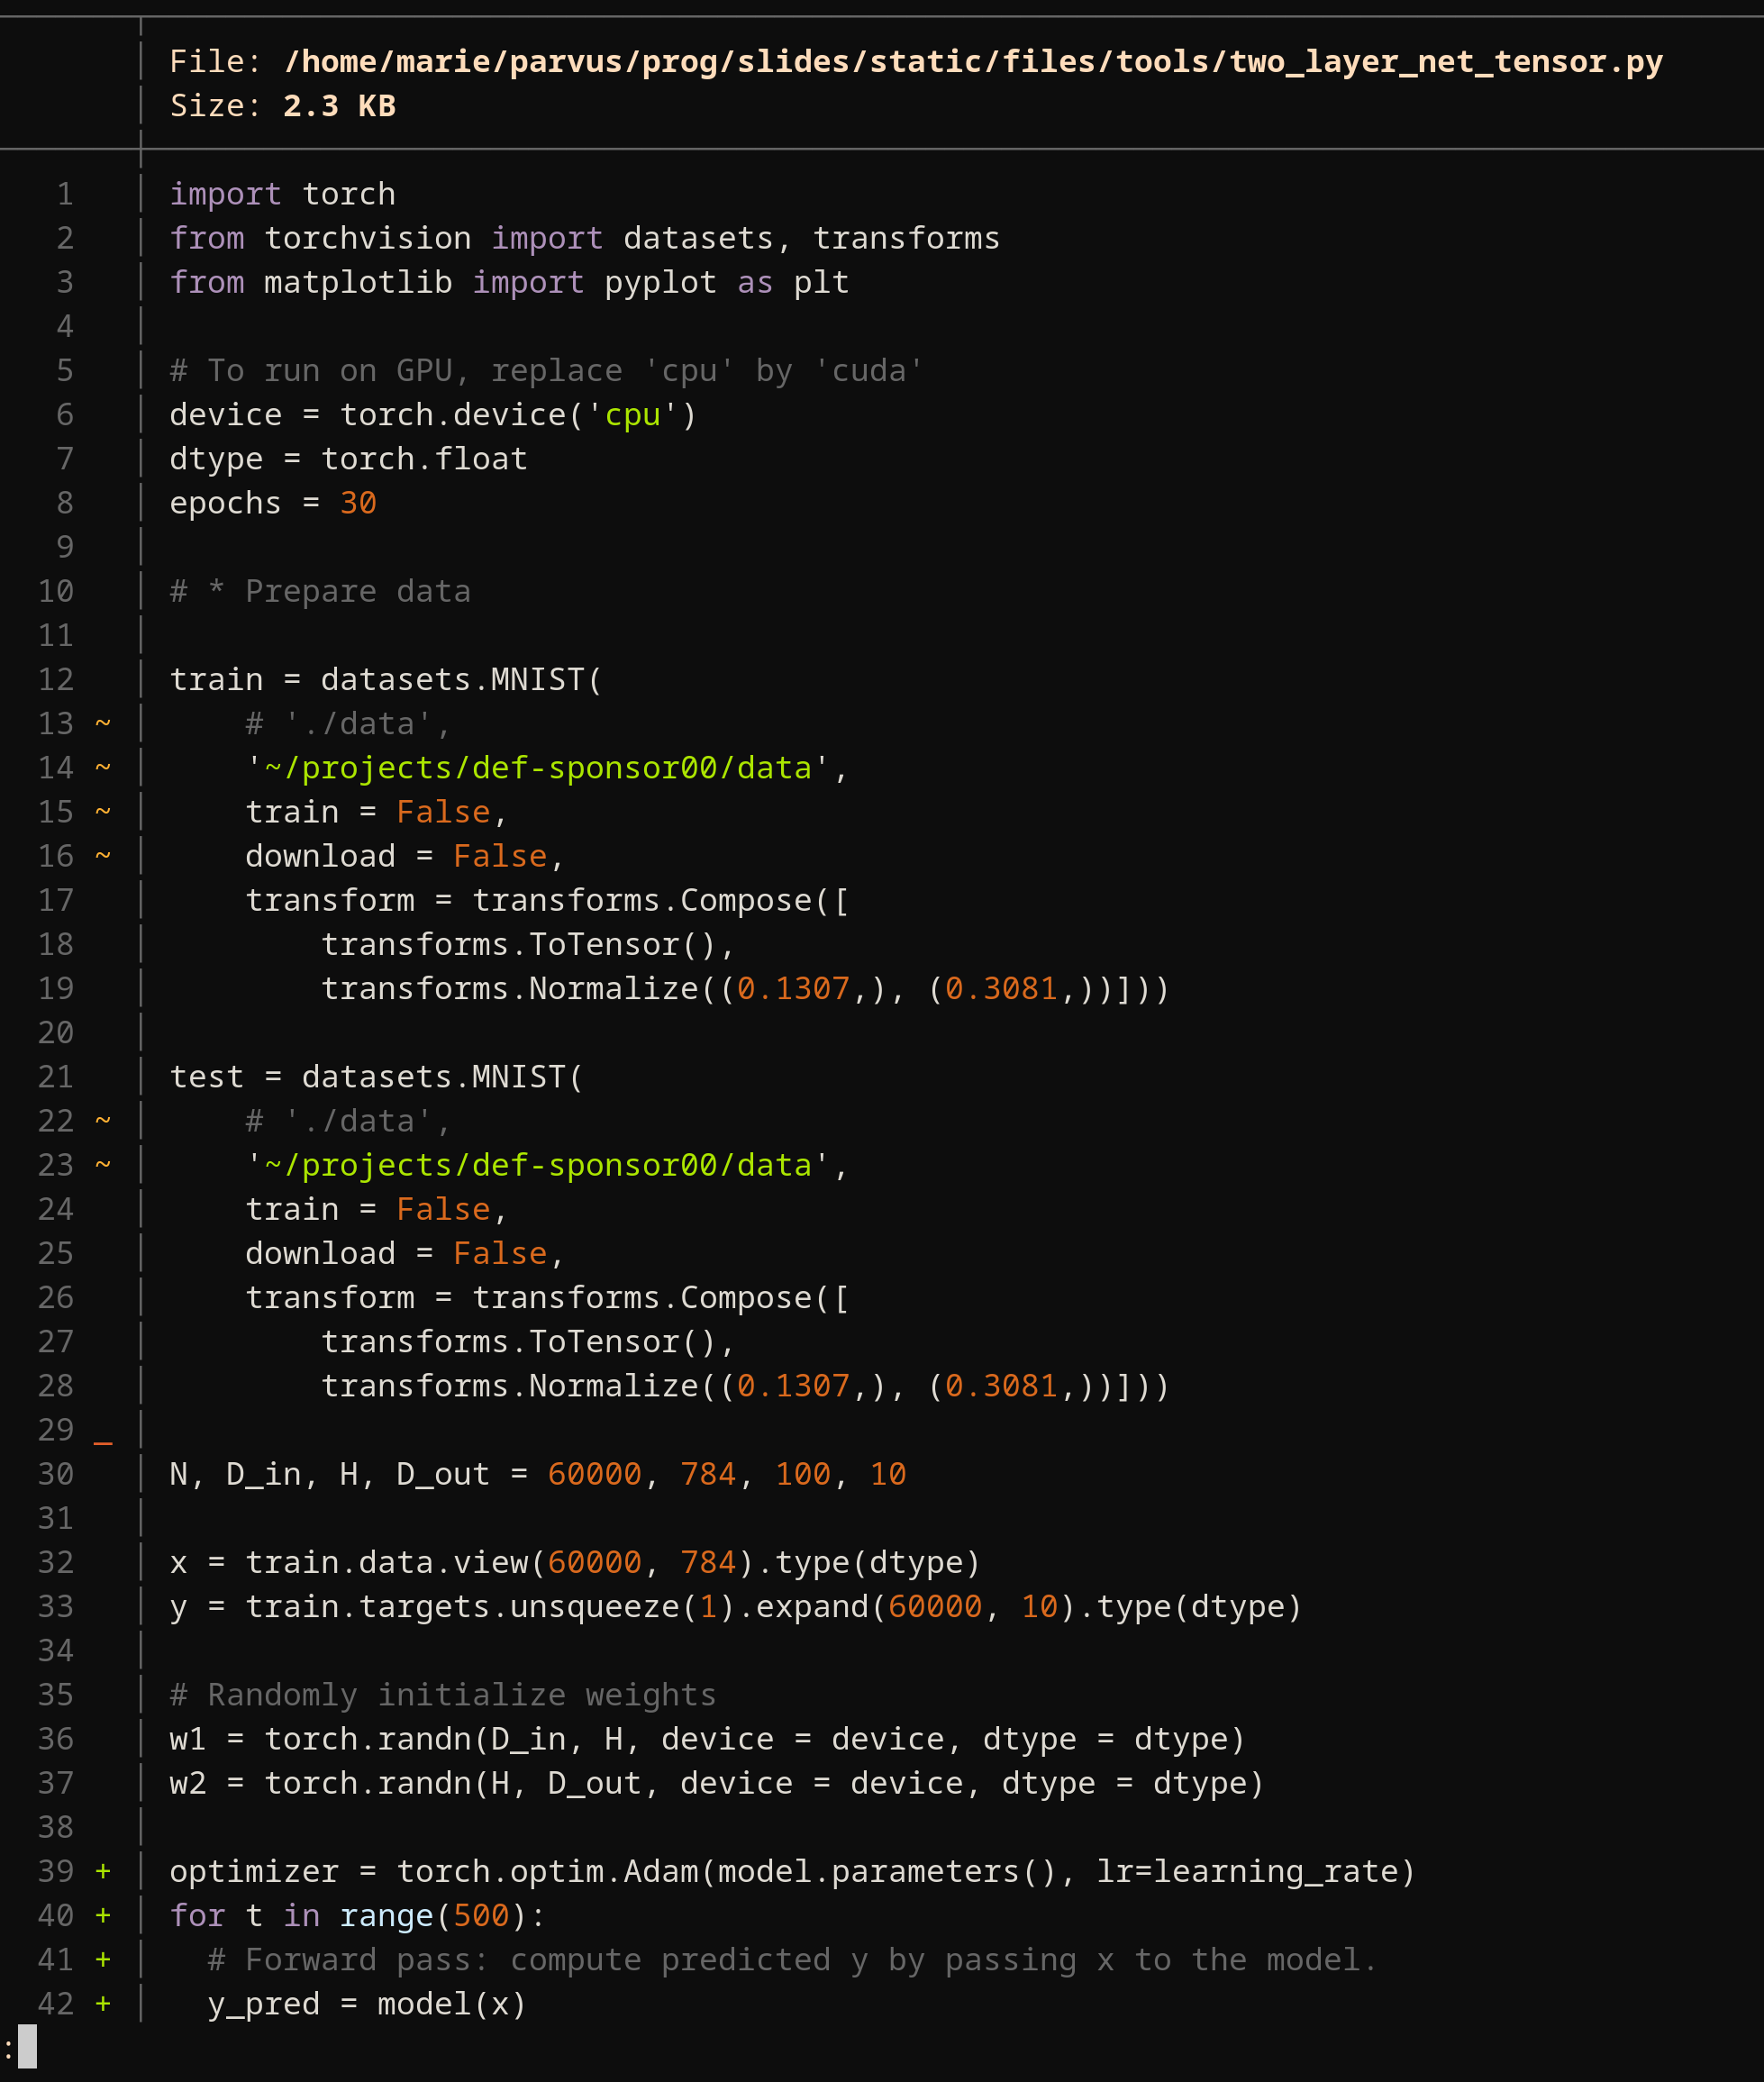 File: /home/marie/parvus/prog/slides/static/files/tools/two_layer_net_tensor.py
Size: 2.3 KB
1 import torch
2 from torchvision import datasets, transforms
3 from matplotlib import pyplot as plt
4
5 # To run on GPU, replace 'cpu' by 'cuda'
6 device = torch.device('cpu')
7 dtype = torch.float
8 epochs = 30
9
10 # * Prepare data
11
12 train = datasets.MNIST(
13 ~     # './data',
14 ~     '~/projects/def-sponsor00/data',
15 ~     train = False,
16 ~     download = False,
17     transform = transforms.Compose([
18         transforms.ToTensor(),
19         transforms.Normalize((0.1307,), (0.3081,))]))
20
21 test = datasets.MNIST(
22 ~     # './data',
23 ~     '~/projects/def-sponsor00/data',
24     train = False,
25     download = False,
26     transform = transforms.Compose([
27         transforms.ToTensor(),
28         transforms.Normalize((0.1307,), (0.3081,))]))
29 _
30 N, D_in, H, D_out = 60000, 784, 100, 10
31
32 x = train.data.view(60000, 784).type(dtype)
33 y = train.targets.unsqueeze(1).expand(60000, 10).type(dtype)
34
35 # Randomly initialize weights
36 w1 = torch.randn(D_in, H, device = device, dtype = dtype)
37 w2 = torch.randn(H, D_out, device = device, dtype = dtype)
38
39 + optimizer = torch.optim.Adam(model.parameters(), lr=learning_rate)
40 + for t in range(500):
41 +   # Forward pass: compute predicted y by passing x to the model.
42 +   y_pred = model(x)
: